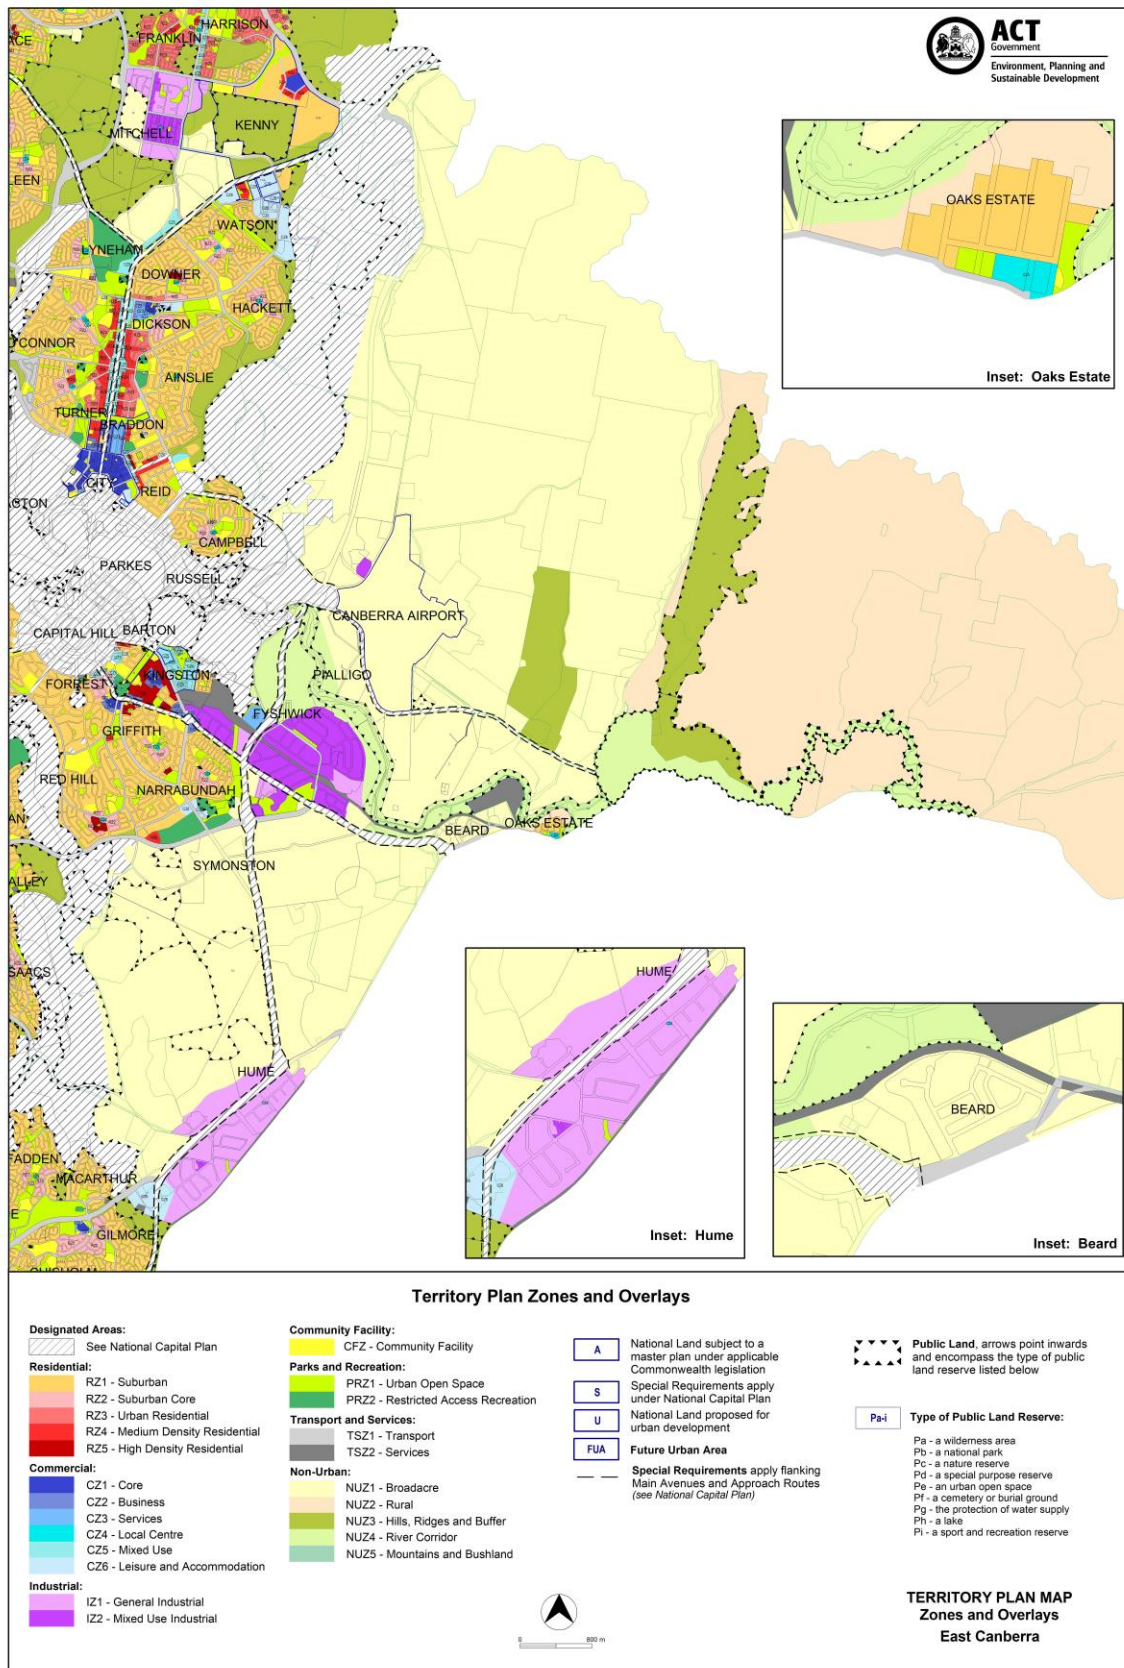 ACT
Government
Environment, Planning and
Sustainable Development
HARRISON
FRANKLIN
ACE
MITCHELL
KENNY
LEEN
WATSON
LYNEHAM
DOWNER
HACKETT
DICKSON
O'CONNOR
AINSLIE
TURNER
BRADDON
CITY
REID
ACTON
CAMPBELL
PARKES
RUSSELL
CANBERRA AIRPORT
CAPITAL HILL
BARTON
KINGSTON
PIALLIGO
FORREST
FYSHWICK
GRIFFITH
RED HILL
NARRABUNDAH
AN
BEARD
OAKS ESTATE
SYMONSTON
ALLEY
ISAACS
HUME
FADDEN
MACARTHUR
E
GILMORE
CHISHOLM
OAKS ESTATE
Inset: Oaks Estate
HUME
Inset: Hume
BEARD
Inset: Beard
Territory Plan Zones and Overlays
Designated Areas:
See National Capital Plan
Residential:
RZ1 - Suburban
RZ2 - Suburban Core
RZ3 - Urban Residential
RZ4 - Medium Density Residential
RZ5 - High Density Residential
Commercial:
CZ1 - Core
CZ2 - Business
CZ3 - Services
CZ4 - Local Centre
CZ5 - Mixed Use
CZ6 - Leisure and Accommodation
Industrial:
IZ1 - General Industrial
IZ2 - Mixed Use Industrial
Community Facility:
CFZ - Community Facility
Parks and Recreation:
PRZ1 - Urban Open Space
PRZ2 - Restricted Access Recreation
Transport and Services:
TSZ1 - Transport
TSZ2 - Services
Non-Urban:
NUZ1 - Broadacre
NUZ2 - Rural
NUZ3 - Hills, Ridges and Buffer
NUZ4 - River Corridor
NUZ5 - Mountains and Bushland
A
National Land subject to a
master plan under applicable
Commonwealth legislation
S
Special Requirements apply
under National Capital Plan
U
National Land proposed for
urban development
FUA
Future Urban Area
Special Requirements apply flanking
Main Avenues and Approach Routes
(see National Capital Plan)
Public Land, arrows point inwards
and encompass the type of public
land reserve listed below
Pa-i
Type of Public Land Reserve:
Pa - a wilderness area
Pb - a national park
Pc - a nature reserve
Pd - a special purpose reserve
Pe - an urban open space
Pf - a cemetery or burial ground
Pg - the protection of water supply
Ph - a lake
Pi - a sport and recreation reserve
0 800 m
TERRITORY PLAN MAP
Zones and Overlays
East Canberra